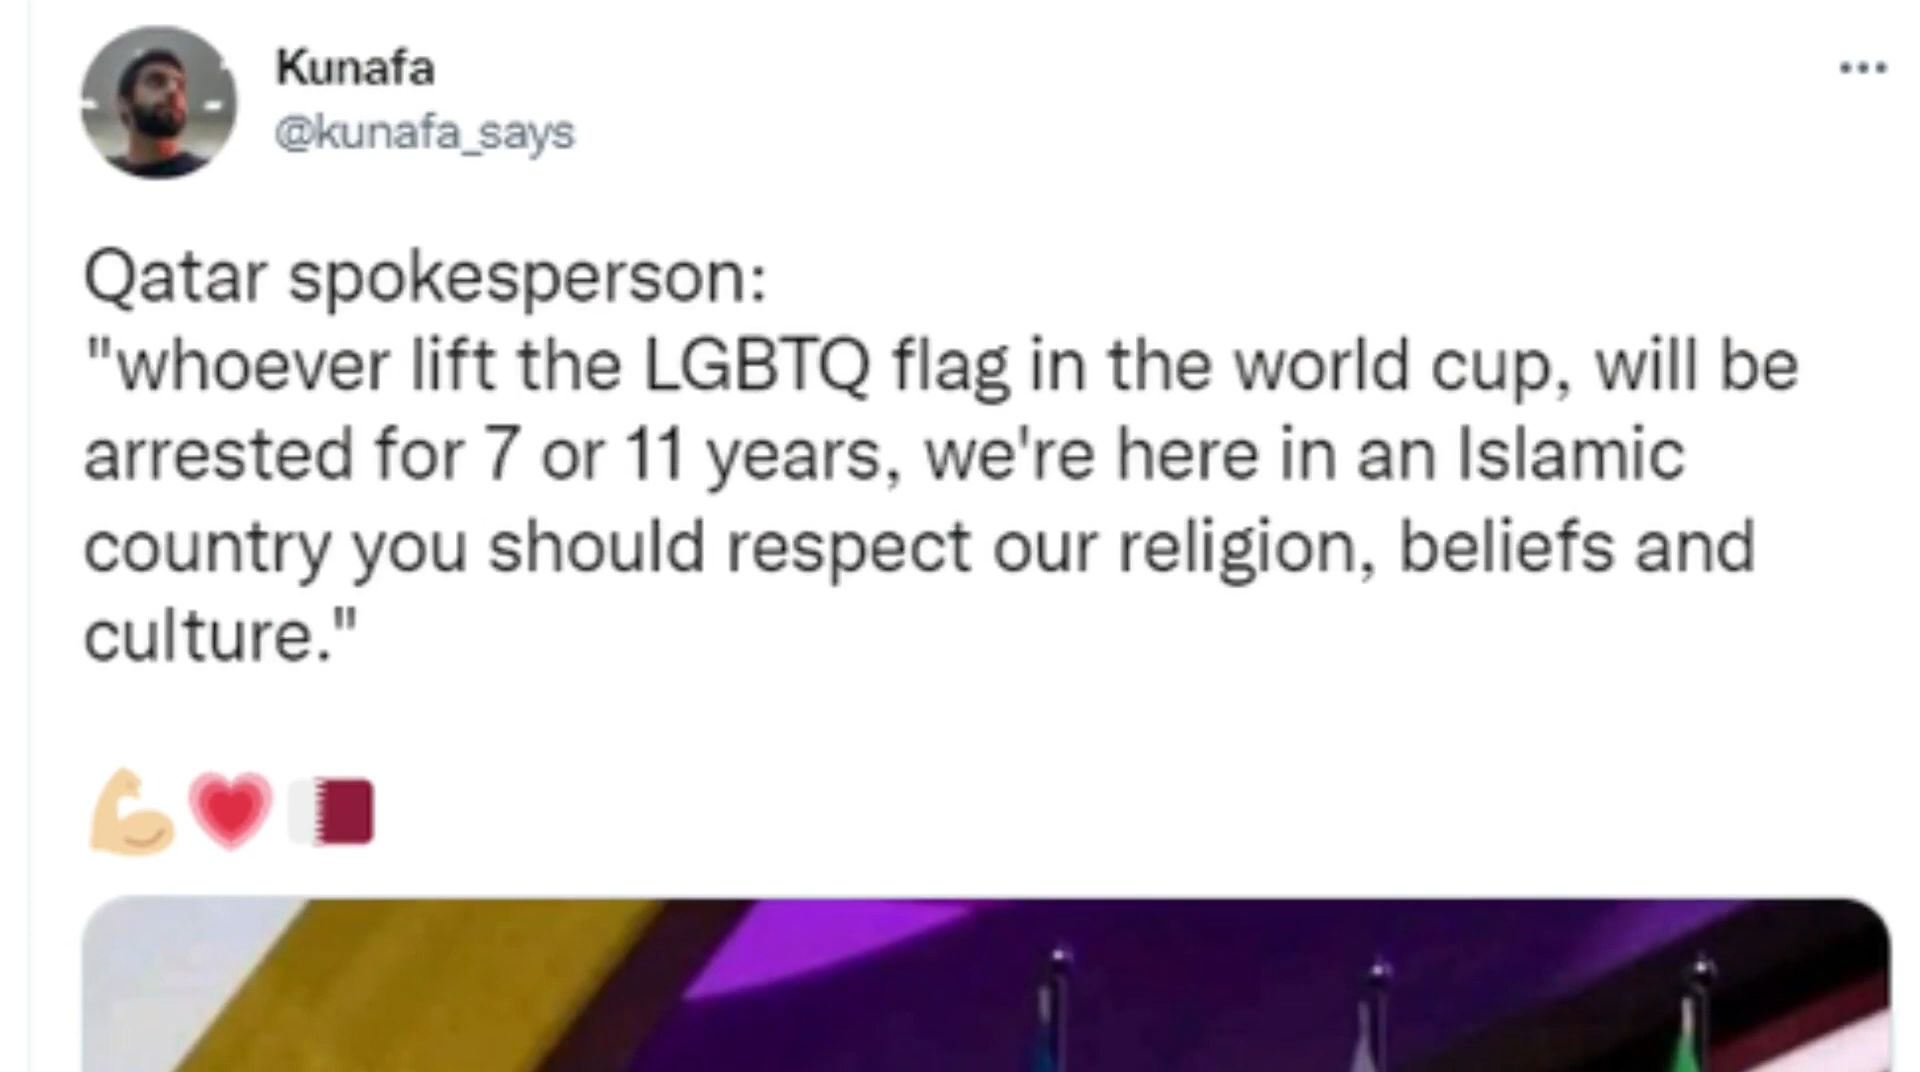 Kunafa
@kunafa_says
Qatar spokesperson:
"whoever lift the LGBTQ flag in the world cup, will be
arrested for 7 or 11 years, we're here in an Islamic
country you should respect our religion, beliefs and
culture."